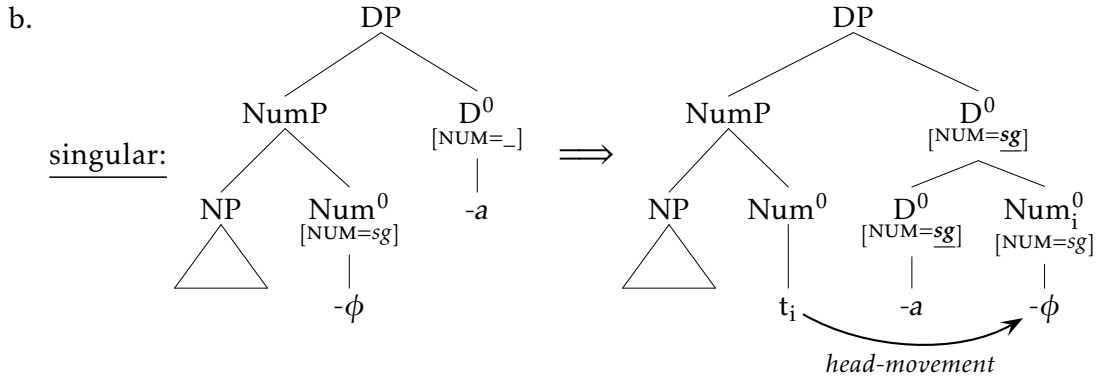 b.
DP DP
NumP D⁰ NumP D⁰
[NUM=_] [NUM=sg]
singular: ⟹
NP Num⁰ -a NP Num⁰ D⁰ Num⁰ᵢ
[NUM=sg] [NUM=sg] [NUM=sg]
-ϕ tᵢ -a -ϕ
head-movement